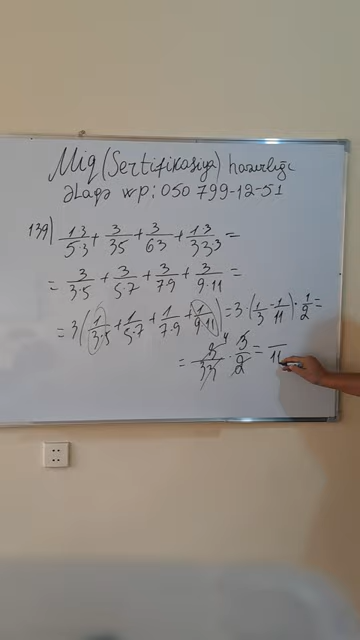 Miq (Sertifikasiya) hazırlığı
Əlaqə wp: 050 799-12-51
139) 1·3/5·3 + 3/35 + 3/63 + 1·3/33·3 =
= 3/3·5 + 3/5·7 + 3/7·9 + 3/9·11 =
= 3(1/3·5 + 1/5·7 + 1/7·9 + 1/9·11) = 3·(1/3 - 1/11)·1/2 =
= 8/33 · 3/2 = /11